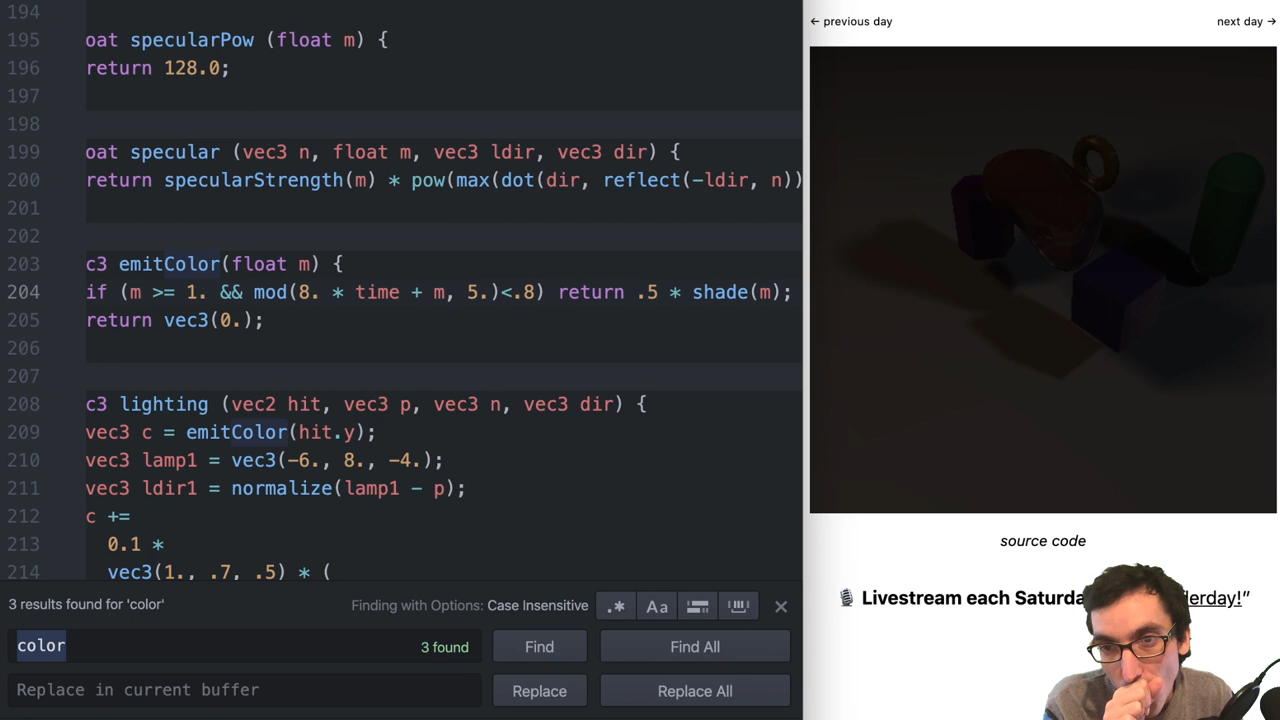 194
195 oat specularPow (float m) {
196 return 128.0;
197
198
199 oat specular (vec3 n, float m, vec3 ldir, vec3 dir) {
200 return specularStrength(m) * pow(max(dot(dir, reflect(-ldir, n))
201
202
203 c3 emitColor(float m) {
204 if (m >= 1. && mod(8. * time + m, 5.)<.8) return .5 * shade(m);
205 return vec3(0.);
206
207
208 c3 lighting (vec2 hit, vec3 p, vec3 n, vec3 dir) {
209 vec3 c = emitColor(hit.y);
210 vec3 lamp1 = vec3(-6., 8., -4.);
211 vec3 ldir1 = normalize(lamp1 - p);
212 c +=
213 0.1 *
214 vec3(1., .7, .5) * (
3 results found for 'color'
Finding with Options: Case Insensitive
.* Aa
color
3 found
Find
Find All
Replace in current buffer
Replace
Replace All
← previous day
next day →
source code
🎙️ Livestream each Saturda
derday!”